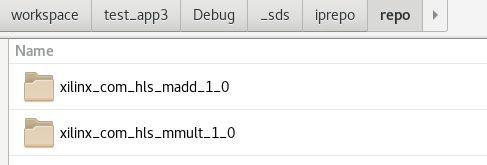 workspace test_app3 Debug _sds iprepo repo
Name
xilinx_com_hls_madd_1_0
xilinx_com_hls_mmult_1_0